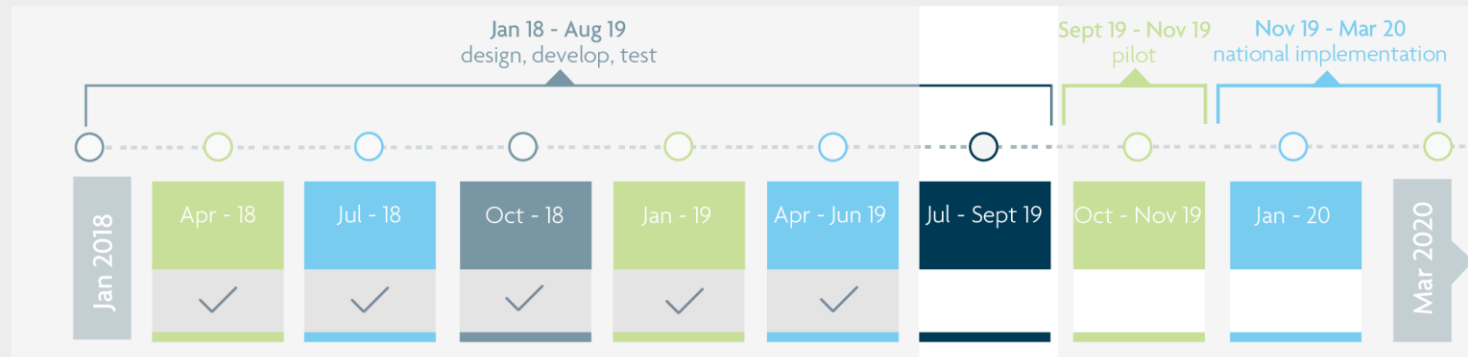 Jan 18 - Aug 19
design, develop, test
Sept 19 - Nov 19
pilot
Nov 19 - Mar 20
national implementation
Jan 2018
Apr - 18
Jul - 18
Oct - 18
Jan - 19
Apr - Jun 19
Jul - Sept 19
Oct - Nov 19
Jan - 20
Mar 2020